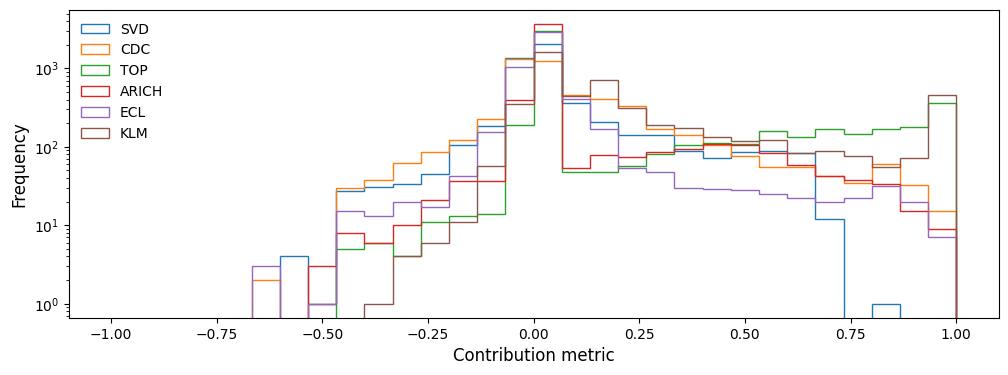 SVD
CDC
TOP
ARICH
ECL
KLM
Frequency
10³
10²
10¹
10⁰
−1.00 −0.75 −0.50 −0.25 0.00 0.25 0.50 0.75 1.00
Contribution metric